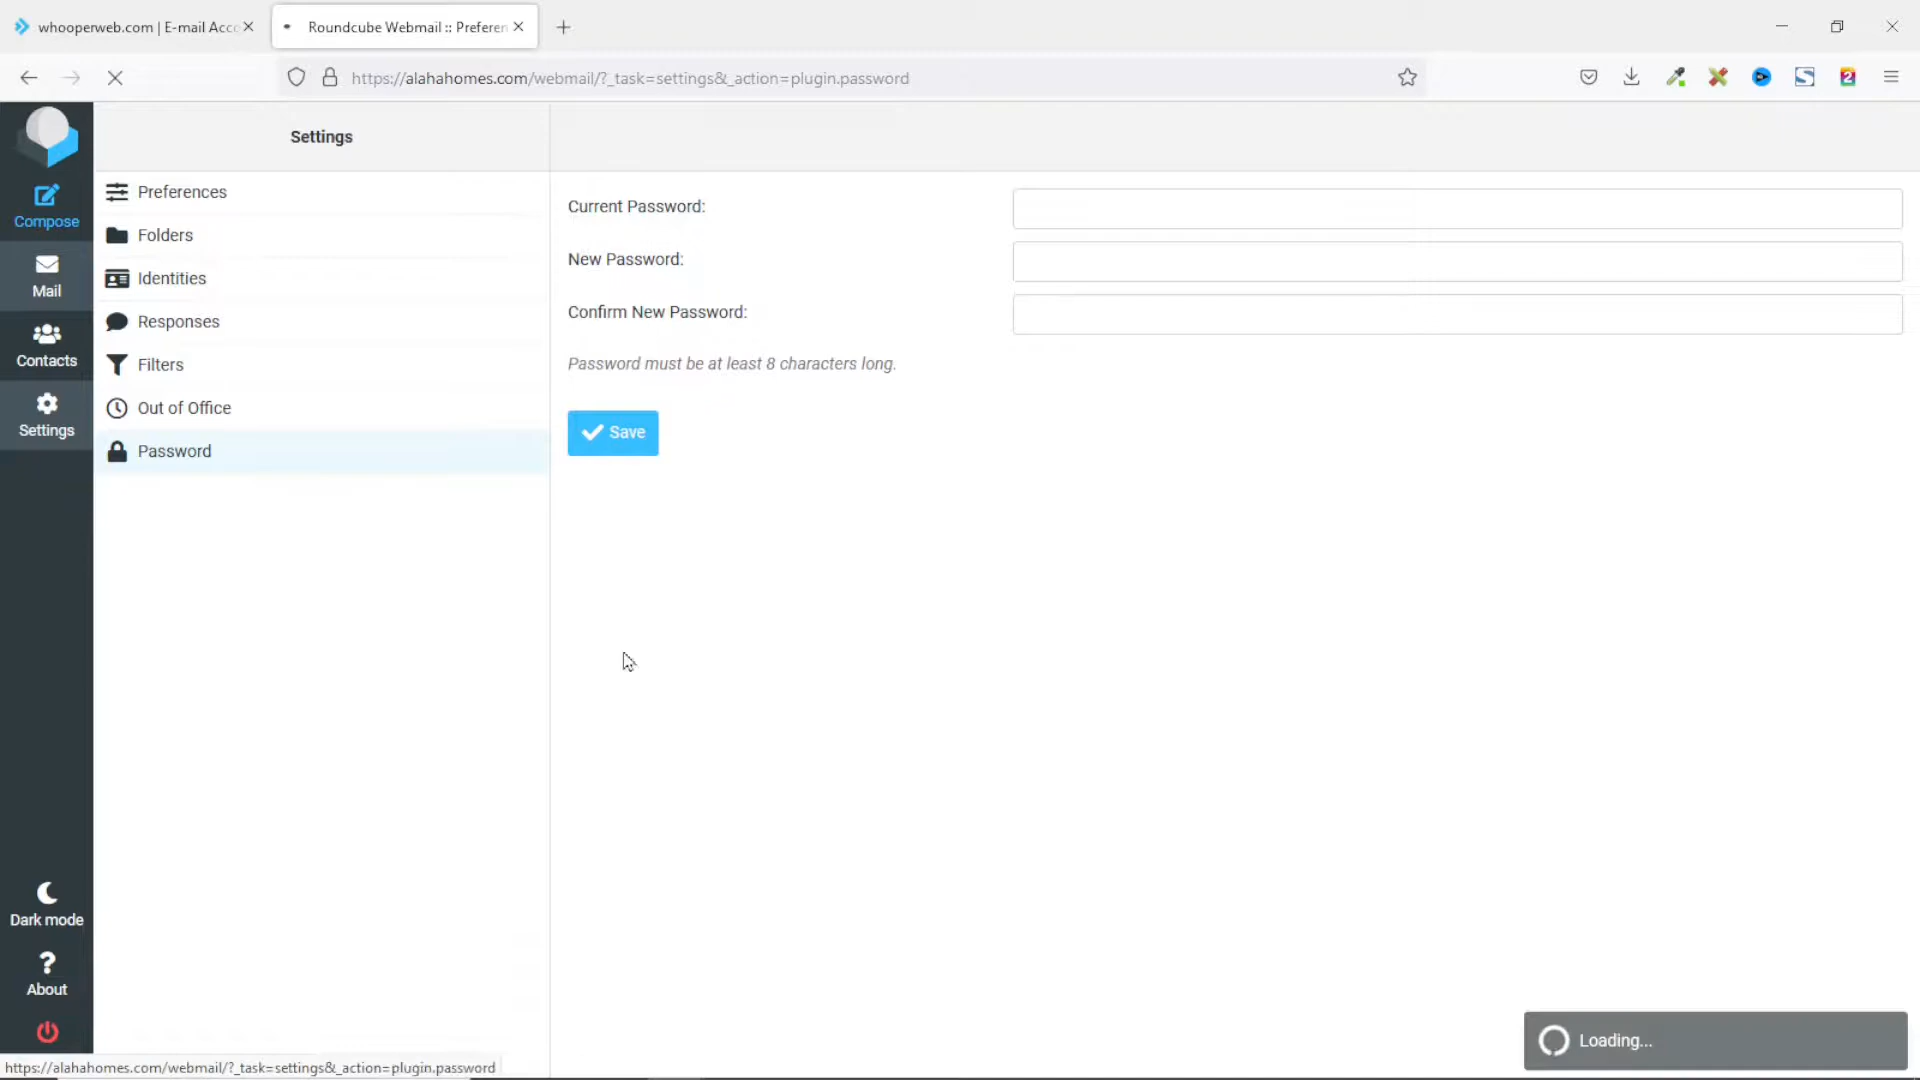 whooperweb.com | E-mail Acco
Roundcube Webmail :: Preferen
https://alahahomes.com/webmail/?_task=settings&_action=plugin.password
2
Settings
Compose
Mail
Contacts
Settings
Preferences
Folders
Identities
Responses
Filters
Out of Office
Password
Current Password:
New Password:
Confirm New Password:
Password must be at least 8 characters long.
Save
Dark mode
About
Loading...
https://alahahomes.com/webmail/?_task=settings&_action=plugin.password